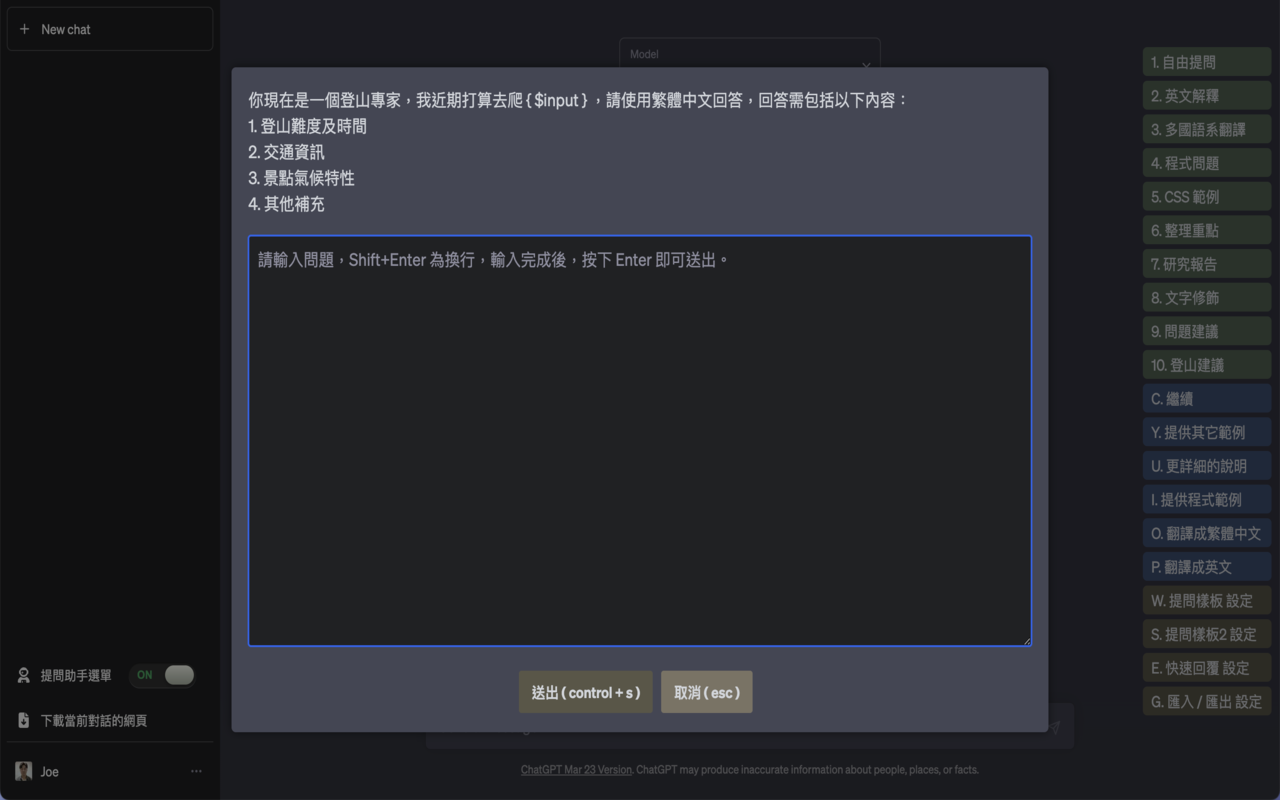 New chat
Model
你現在是一個登山專家，我近期打算去爬 { $input } ，請使用繁體中文回答，回答需包括以下內容：
1. 登山難度及時間
2. 交通資訊
3. 景點氣候特性
4. 其他補充
請輸入問題，Shift+Enter 為換行，輸入完成後，按下 Enter 即可送出。
送出 ( control + s )
取消 ( esc )
1. 自由提問
2. 英文解釋
3. 多國語系翻譯
4. 程式問題
5. CSS 範例
6. 整理重點
7. 研究報告
8. 文字修飾
9. 問題建議
10. 登山建議
C. 繼續
Y. 提供其它範例
U. 更詳細的說明
I. 提供程式範例
O. 翻譯成繁體中文
P. 翻譯成英文
W. 提問樣板 設定
S. 提問樣板2 設定
E. 快速回覆 設定
G. 匯入 / 匯出 設定
提問助手選單 ON
下載當前對話的網頁
Joe
ChatGPT Mar 23 Version. ChatGPT may produce inaccurate information about people, places, or facts.